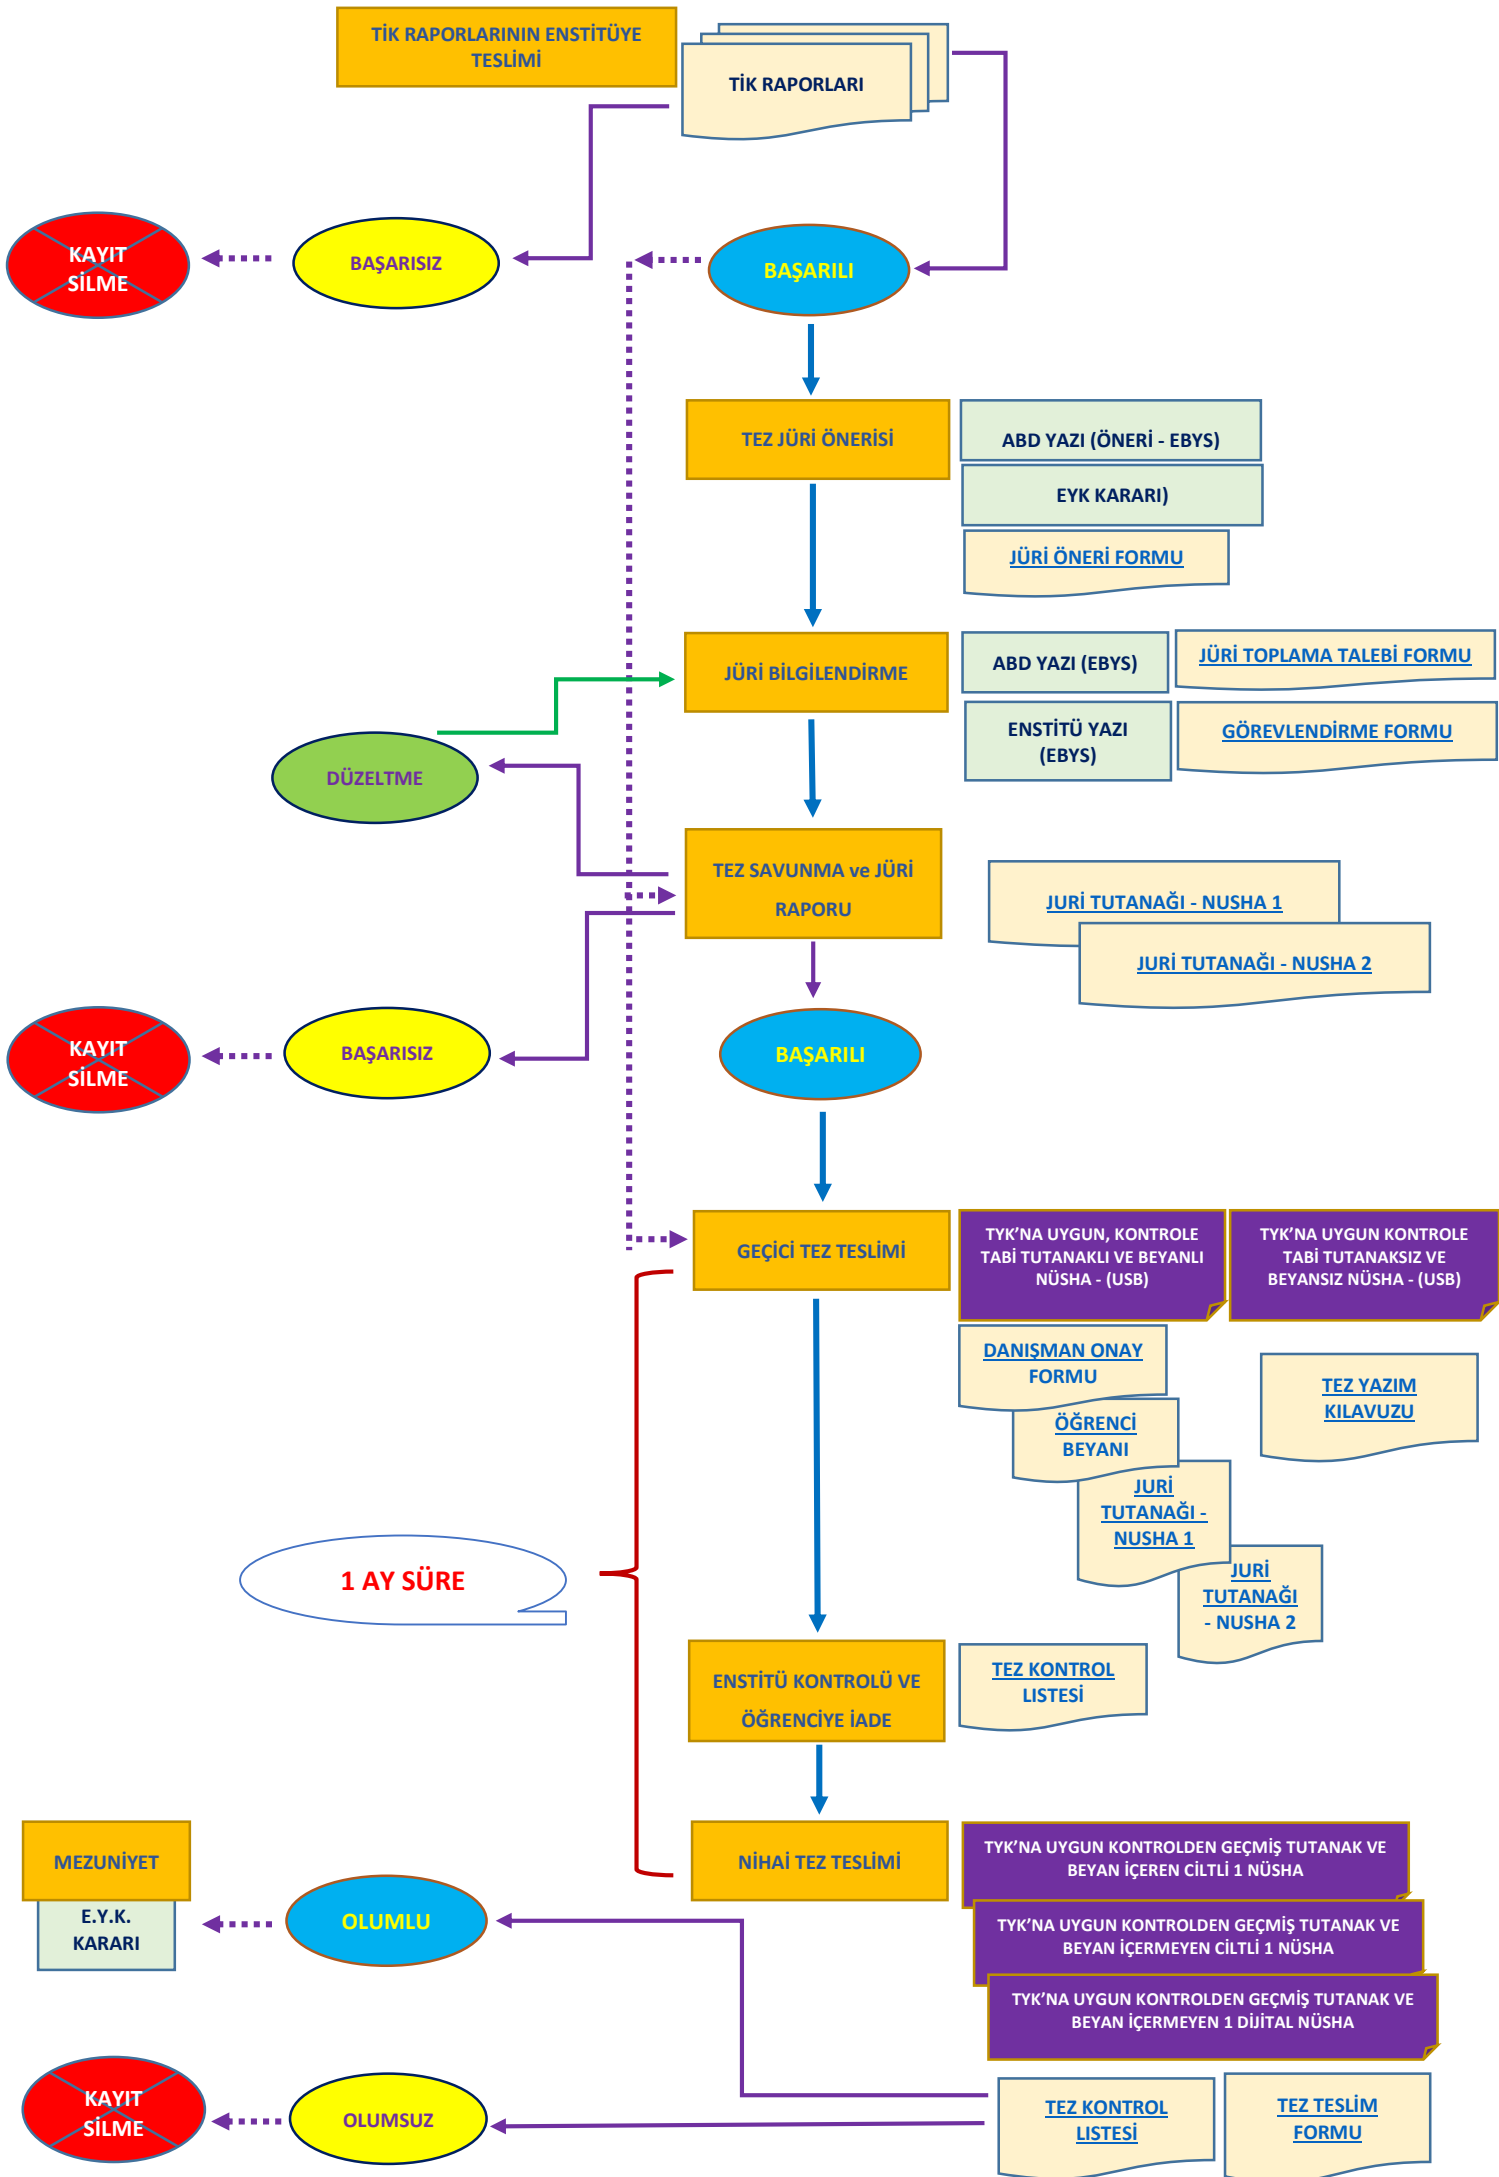 TİK RAPORLARININ ENSTİTÜYE
TESLİMİ
TİK RAPORLARI
KAYIT
SİLME
BAŞARISIZ
BAŞARILI
TEZ JÜRİ ÖNERİSİ
ABD YAZI (ÖNERİ - EBYS)
EYK KARARI)
JÜRİ ÖNERİ FORMU
JÜRİ BİLGİLENDİRME
ABD YAZI (EBYS)
JÜRİ TOPLAMA TALEBİ FORMU
ENSTİTÜ YAZI
(EBYS)
GÖREVLENDİRME FORMU
DÜZELTME
TEZ SAVUNMA ve JÜRİ
RAPORU
JURİ TUTANAĞI - NUSHA 1
JURİ TUTANAĞI - NUSHA 2
KAYIT
SİLME
BAŞARISIZ
BAŞARILI
GEÇİCİ TEZ TESLİMİ
TYK'NA UYGUN, KONTROLE
TABİ TUTANAKLI VE BEYANLI
NÜSHA - (USB)
TYK'NA UYGUN KONTROLE
TABİ TUTANAKSIZ VE
BEYANSIZ NÜSHA - (USB)
DANIŞMAN ONAY
FORMU
TEZ YAZIM
KILAVUZU
ÖĞRENCİ
BEYANI
JURİ
TUTANAĞI -
NUSHA 1
JURİ
TUTANAĞI
- NUSHA 2
1 AY SÜRE
ENSTİTÜ KONTROLÜ VE
ÖĞRENCİYE İADE
TEZ KONTROL
LISTESİ
NİHAİ TEZ TESLİMİ
TYK'NA UYGUN KONTROLDEN GEÇMİŞ TUTANAK VE
BEYAN İÇEREN CİLTLİ 1 NÜSHA
TYK'NA UYGUN KONTROLDEN GEÇMİŞ TUTANAK VE
BEYAN İÇERMEYEN CİLTLİ 1 NÜSHA
TYK'NA UYGUN KONTROLDEN GEÇMİŞ TUTANAK VE
BEYAN İÇERMEYEN 1 DIJİTAL NÜSHA
MEZUNİYET
E.Y.K.
KARARI
OLUMLU
KAYIT
SİLME
OLUMSUZ
TEZ KONTROL
LISTESİ
TEZ TESLİM
FORMU